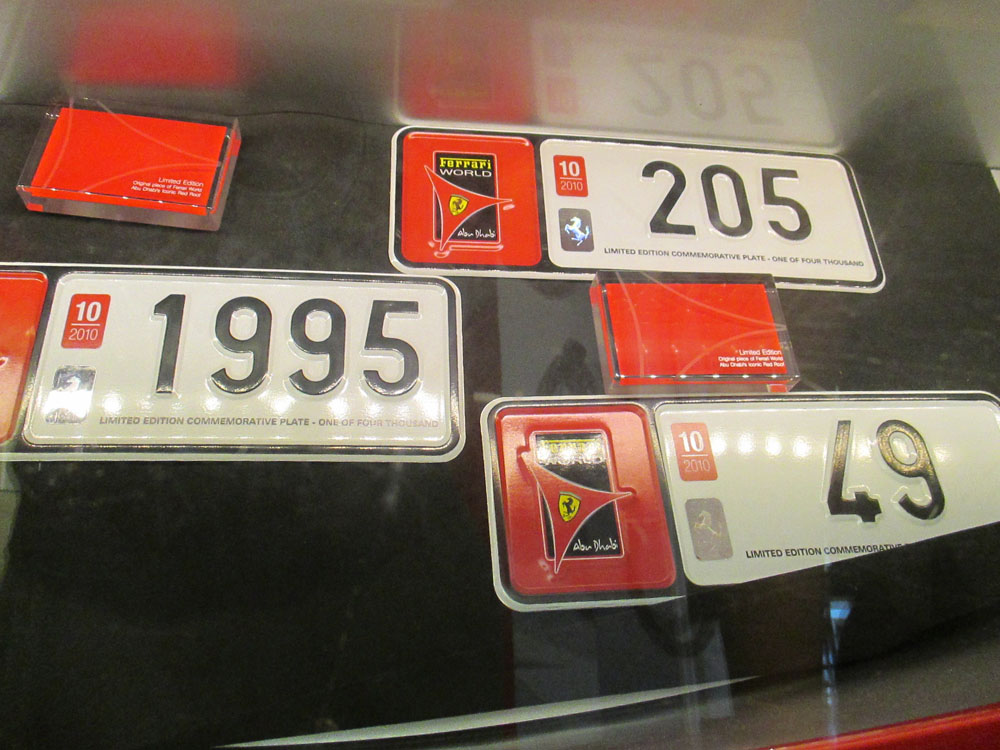 Limited Edition
Original piece of Ferrari World
Abu Dhabi's Iconic Red Roof
Ferrari
WORLD
Abu Dhabi
10
2010
205
LIMITED EDITION COMMEMORATIVE PLATE - ONE OF FOUR THOUSAND
10
2010
1995
LIMITED EDITION COMMEMORATIVE PLATE - ONE OF FOUR THOUSAND
Limited Edition
Original piece of Ferrari World
Abu Dhabi's Iconic Red Roof
WORLD
Abu Dhabi
10
2010
49
LIMITED EDITION COMMEMORATIVE